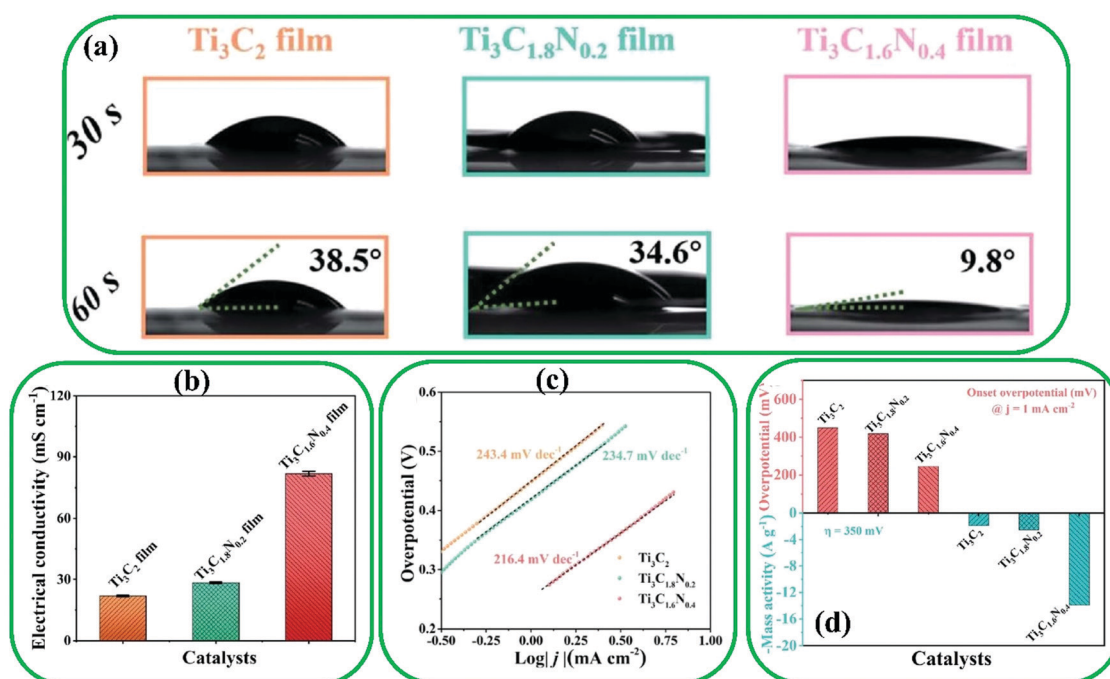 (a)
Ti₃C₂ film
Ti₃C₁.₈N₀.₂ film
Ti₃C₁.₆N₀.₄ film
30 s
60 s
38.5°
34.6°
9.8°
(b)
Electrical conductivity (mS cm⁻¹)
120
90
60
30
0
Ti₃C₂ film
Ti₃C₁.₈N₀.₂ film
Ti₃C₁.₆N₀.₄ film
Catalysts
(c)
Overpotential (V)
0.6
0.5
0.4
0.3
0.2
243.4 mV dec⁻¹
234.7 mV dec⁻¹
216.4 mV dec⁻¹
Ti₃C₂
Ti₃C₁.₈N₀.₂
Ti₃C₁.₆N₀.₄
-0.50
-0.25
0.00
0.25
0.50
0.75
1.00
Log| j |(mA cm⁻²)
Overpotential (mV
600
400
200
0
Onset overpotential (mV)
@ j = 1 mA cm⁻²
Ti₃C₂
Ti₃C₁.₈N₀.₂
Ti₃C₁.₆N₀.₄
-Mass activity (A g⁻¹)
-2
-6
-10
-14
-16
-20
η = 350 mV
Ti₃C₂
Ti₃C₁.₈N₀.₂
Ti₃C₁.₆N₀.₄
(d)
Catalysts